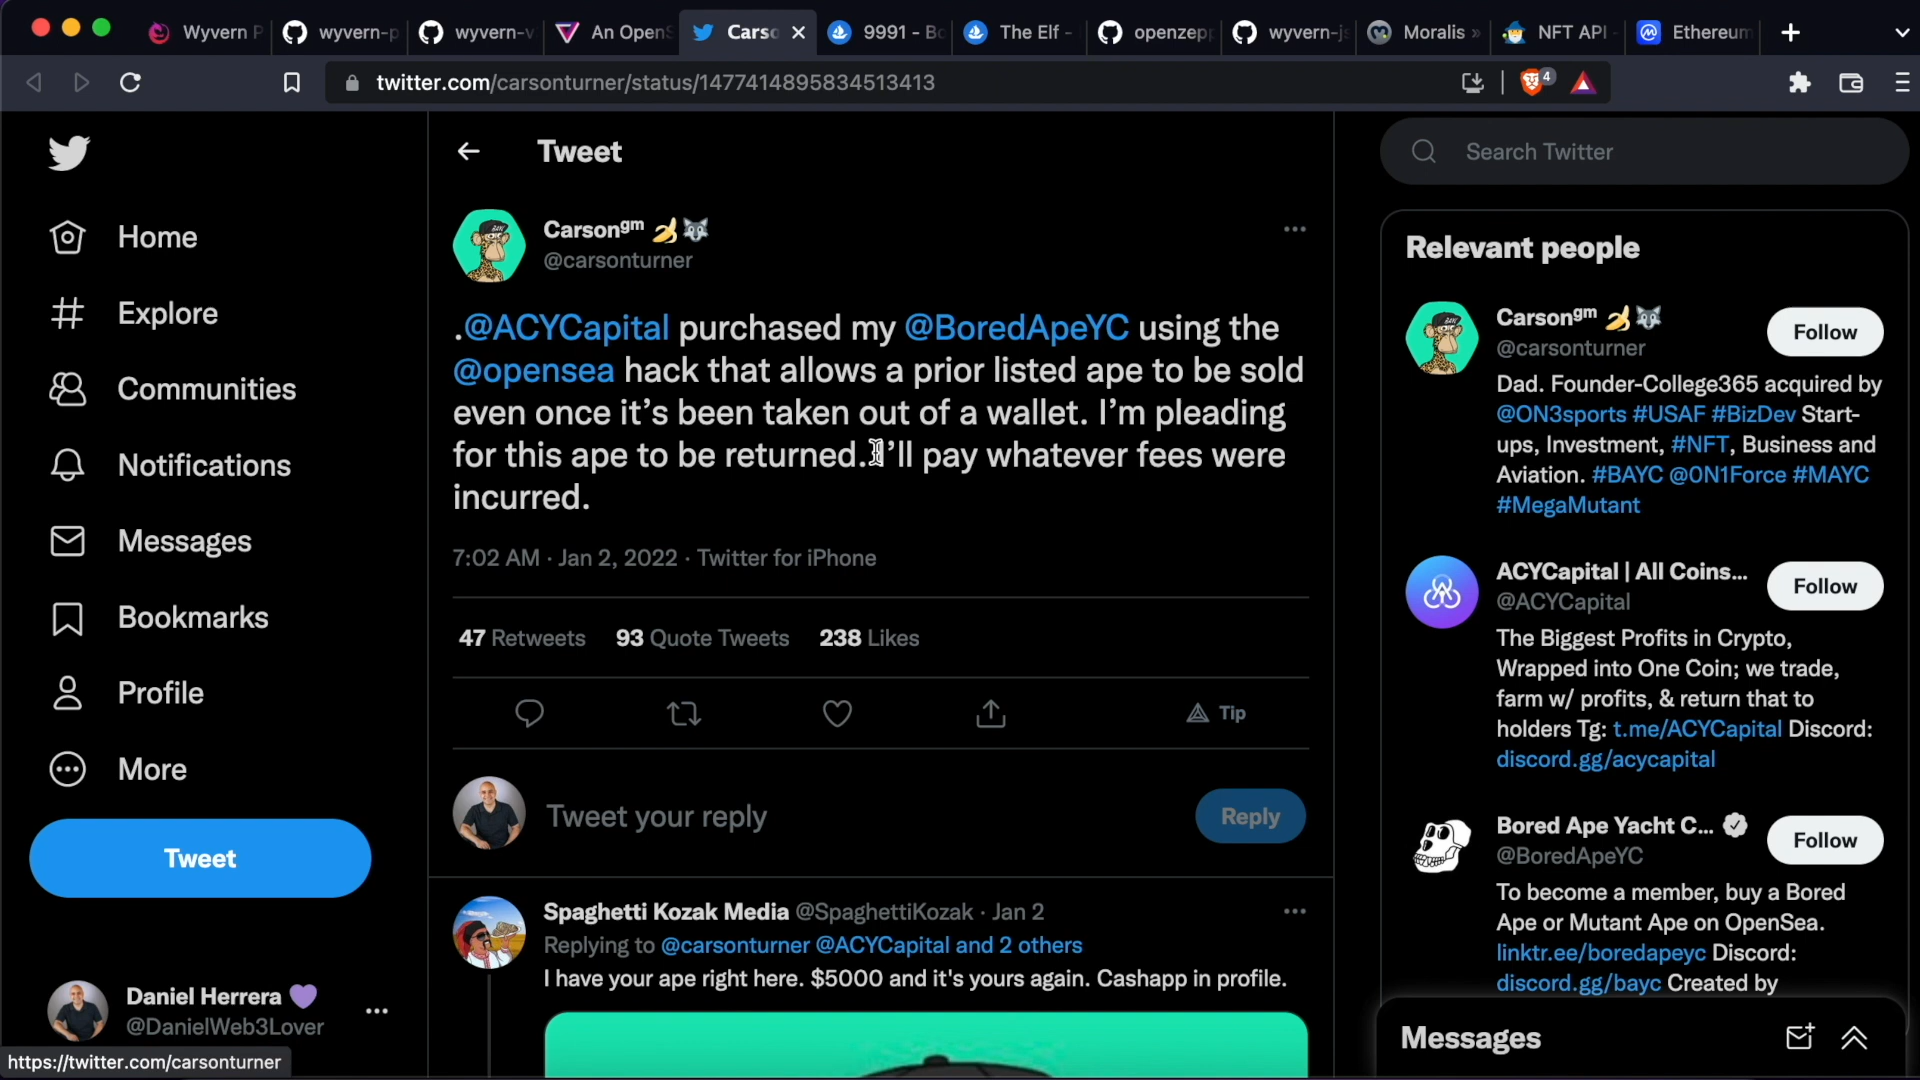 Wyvern P
wyvern-p
wyvern-v
An OpenS
Carso
9991 - Bo
The Elf -
openzepp
wyvern-js
Moralis »
NFT API -
Ethereum
twitter.com/carsonturner/status/1477414895834513413
4
Home
Explore
Communities
Notifications
Messages
Bookmarks
Profile
More
Tweet
Daniel Herrera 💜
@DanielWeb3Lover
https://twitter.com/carsonturner
Tweet
Carsonᵍᵐ 🍌🐺
@carsonturner
.@ACYCapital purchased my @BoredApeYC using the
@opensea hack that allows a prior listed ape to be sold
even once it’s been taken out of a wallet. I’m pleading
for this ape to be returned. I’ll pay whatever fees were
incurred.
7:02 AM · Jan 2, 2022 · Twitter for iPhone
47 Retweets 93 Quote Tweets 238 Likes
Tip
Tweet your reply
Reply
Spaghetti Kozak Media @SpaghettiKozak · Jan 2
Replying to @carsonturner @ACYCapital and 2 others
I have your ape right here. $5000 and it's yours again. Cashapp in profile.
Search Twitter
Relevant people
Carsonᵍᵐ 🍌🐺
@carsonturner
Follow
Dad. Founder-College365 acquired by
@ON3sports #USAF #BizDev Start-
ups, Investment, #NFT, Business and
Aviation. #BAYC @0N1Force #MAYC
#MegaMutant
ACYCapital | All Coins...
@ACYCapital
Follow
The Biggest Profits in Crypto,
Wrapped into One Coin; we trade,
farm w/ profits, & return that to
holders Tg: t.me/ACYCapital Discord:
discord.gg/acycapital
Bored Ape Yacht C...
@BoredApeYC
Follow
To become a member, buy a Bored
Ape or Mutant Ape on OpenSea.
linktr.ee/boredapeyc Discord:
discord.gg/bayc Created by
Messages